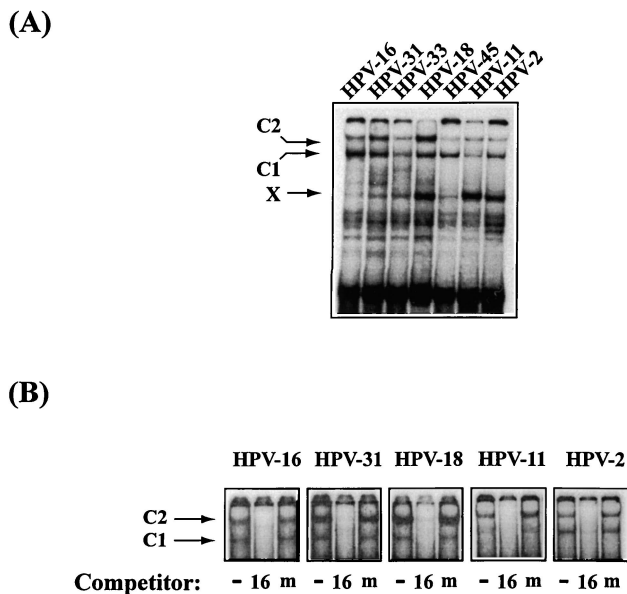 (A)
HPV-16 HPV-31 HPV-33 HPV-18 HPV-45 HPV-11 HPV-2
C2
C1
X
(B)
HPV-16 HPV-31 HPV-18 HPV-11 HPV-2
C2
C1
Competitor: - 16 m - 16 m - 16 m - 16 m - 16 m